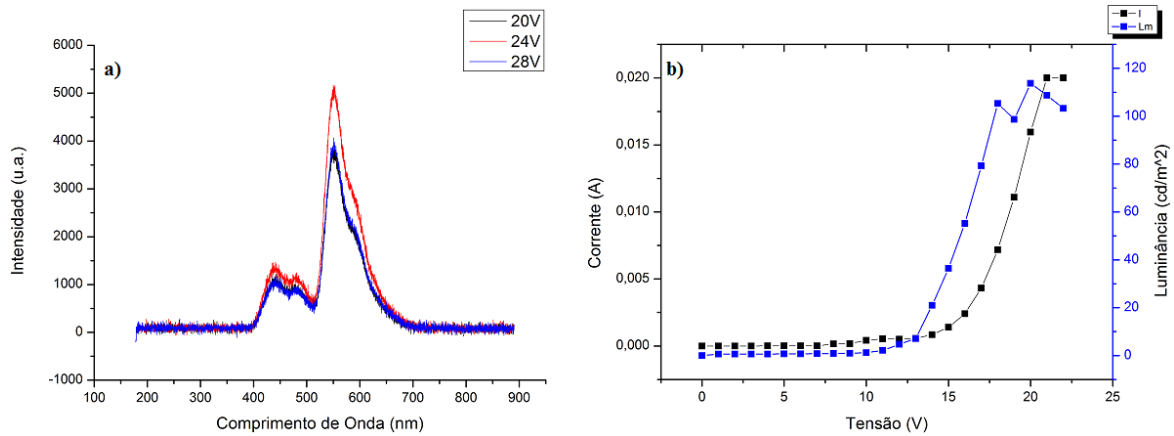 a)
20V
24V
28V
6000
5000
4000
3000
2000
1000
0
-1000
100 200 300 400 500 600 700 800 900
Intensidade (u.a.)
Comprimento de Onda (nm)
b)
I
Lm
0,020
0,015
0,010
0,005
0,000
120
100
80
60
40
20
0
0 5 10 15 20 25
Corrente (A)
Luminância (cd/m^2)
Tensão (V)